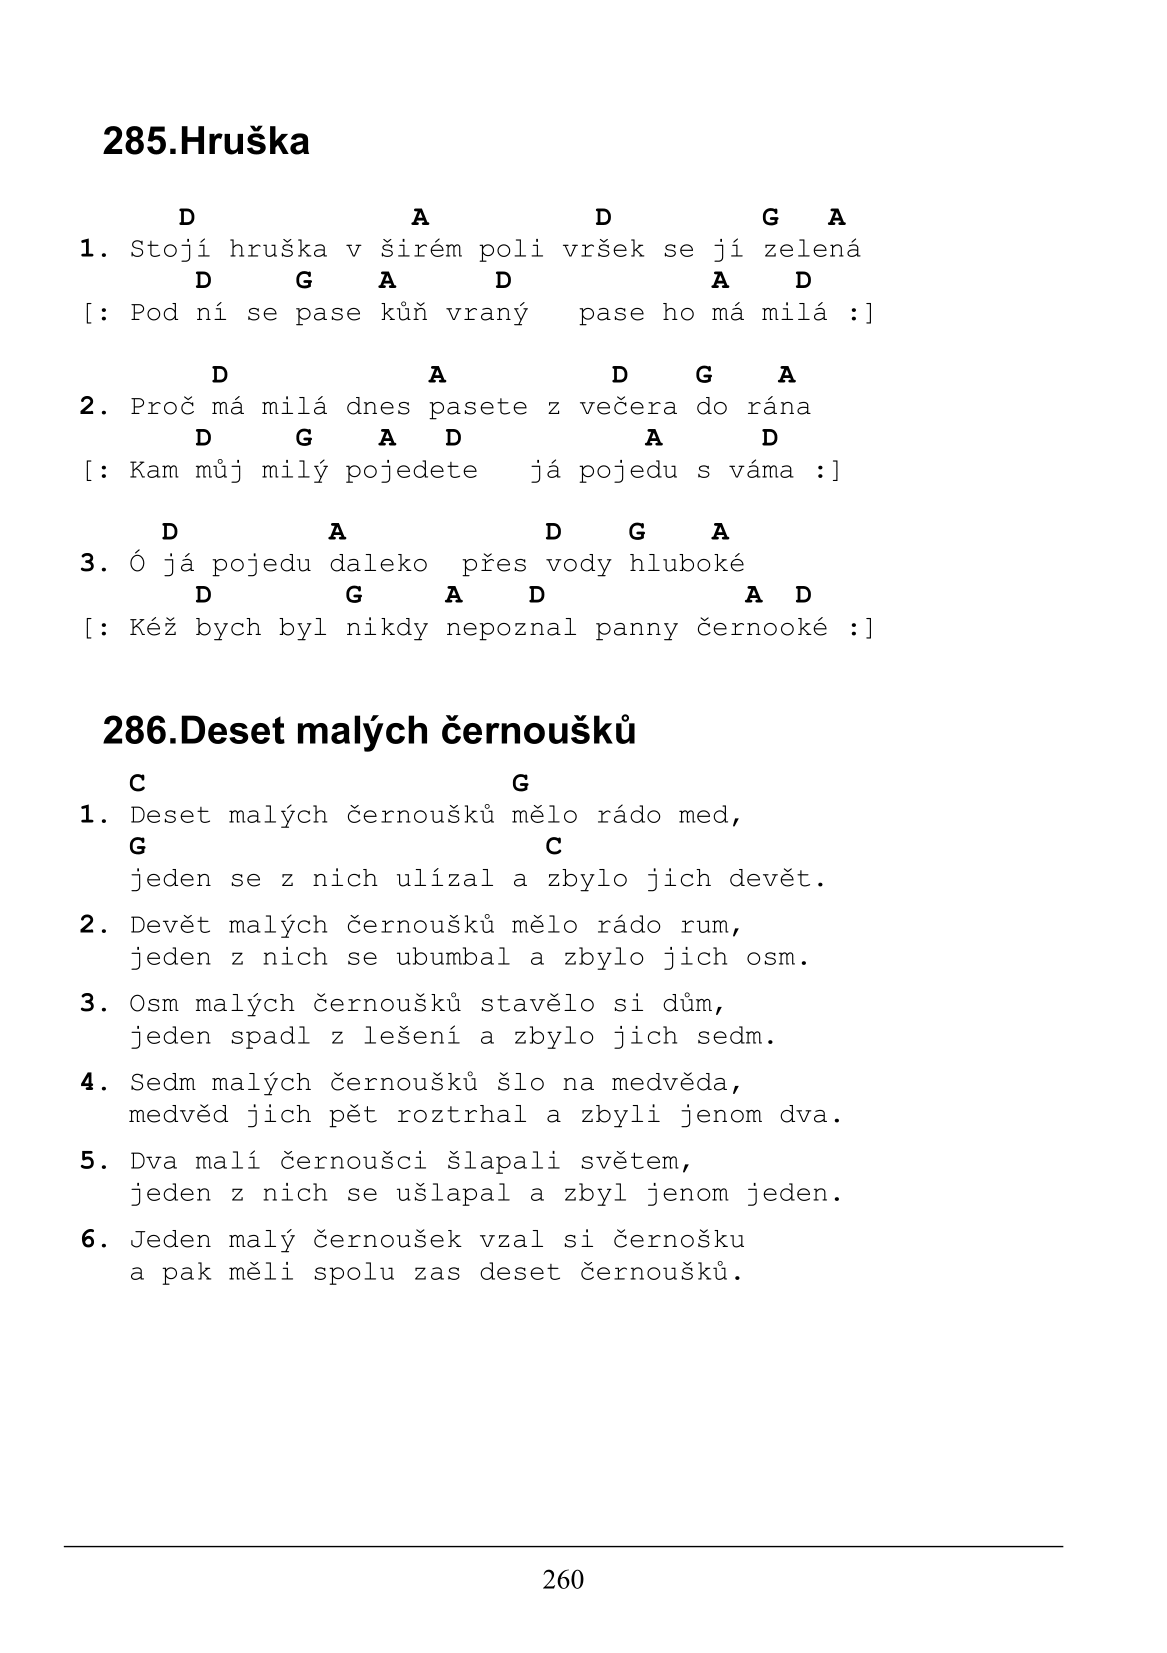 285.Hruška
D A D G A
1. Stojí hruška v širém poli vršek se jí zelená
D G A D A D
[: Pod ní se pase kůň vraný pase ho má milá :]
D A D G A
2. Proč má milá dnes pasete z večera do rána
D G A D A D
[: Kam můj milý pojedete já pojedu s váma :]
D A D G A
3. Ó já pojedu daleko přes vody hluboké
D G A D A D
[: Kéž bych byl nikdy nepoznal panny černooké :]
286.Deset malých černoušků
C G
1. Deset malých černoušků mělo rádo med,
G C
jeden se z nich ulízal a zbylo jich devět.
2. Devět malých černoušků mělo rádo rum,
jeden z nich se ubumbal a zbylo jich osm.
3. Osm malých černoušků stavělo si dům,
jeden spadl z lešení a zbylo jich sedm.
4. Sedm malých černoušků šlo na medvěda,
medvěd jich pět roztrhal a zbyli jenom dva.
5. Dva malí černoušci šlapali světem,
jeden z nich se ušlapal a zbyl jenom jeden.
6. Jeden malý černoušek vzal si černošku
a pak měli spolu zas deset černoušků.
260